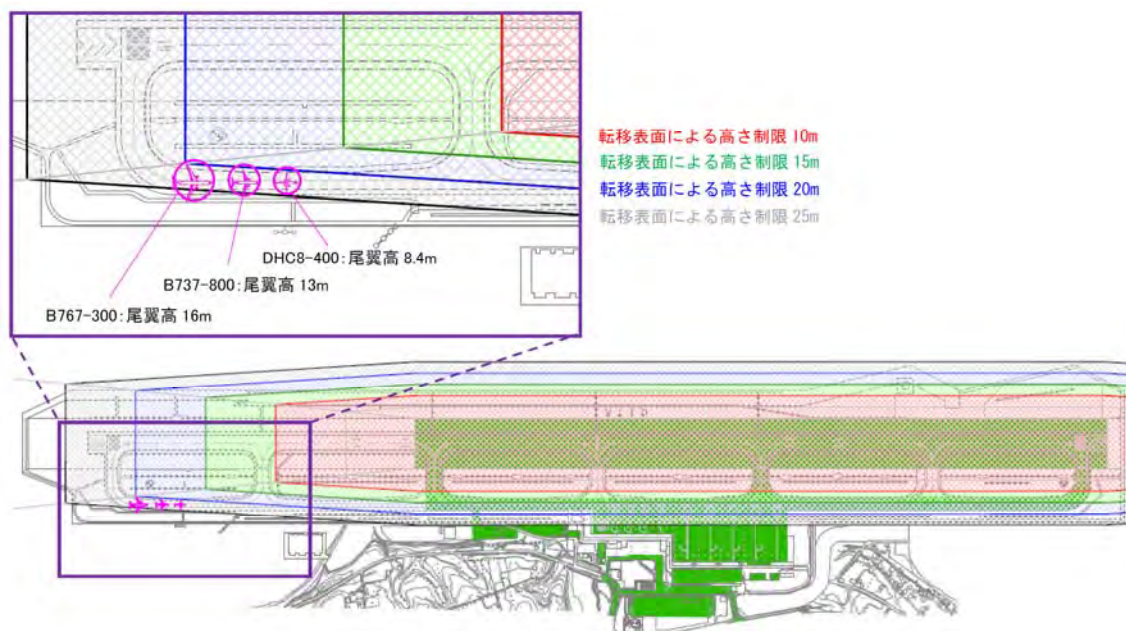 転移表面による高さ制限 10m
転移表面による高さ制限 15m
転移表面による高さ制限 20m
転移表面による高さ制限 25m
DHC8-400:尾翼高 8.4m
B737-800:尾翼高 13m
B767-300:尾翼高 16m